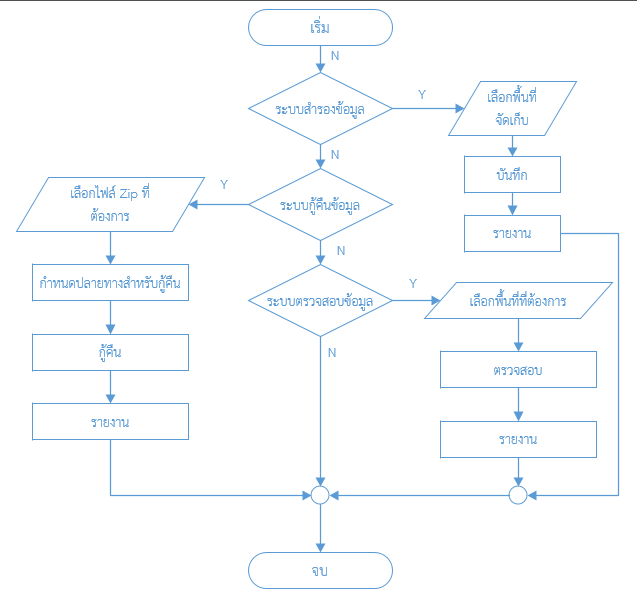 เริ่ม
N
ระบบสำรองข้อมูล
Y
เลือกพื้นที่
จัดเก็บ
บันทึก
รายงาน
N
ระบบกู้คืนข้อมูล
Y
เลือกไฟล์ Zip ที่
ต้องการ
กำหนดปลายทางสำหรับกู้คืน
กู้คืน
รายงาน
N
ระบบตรวจสอบข้อมูล
Y
เลือกพื้นที่ที่ต้องการ
ตรวจสอบ
รายงาน
N
จบ